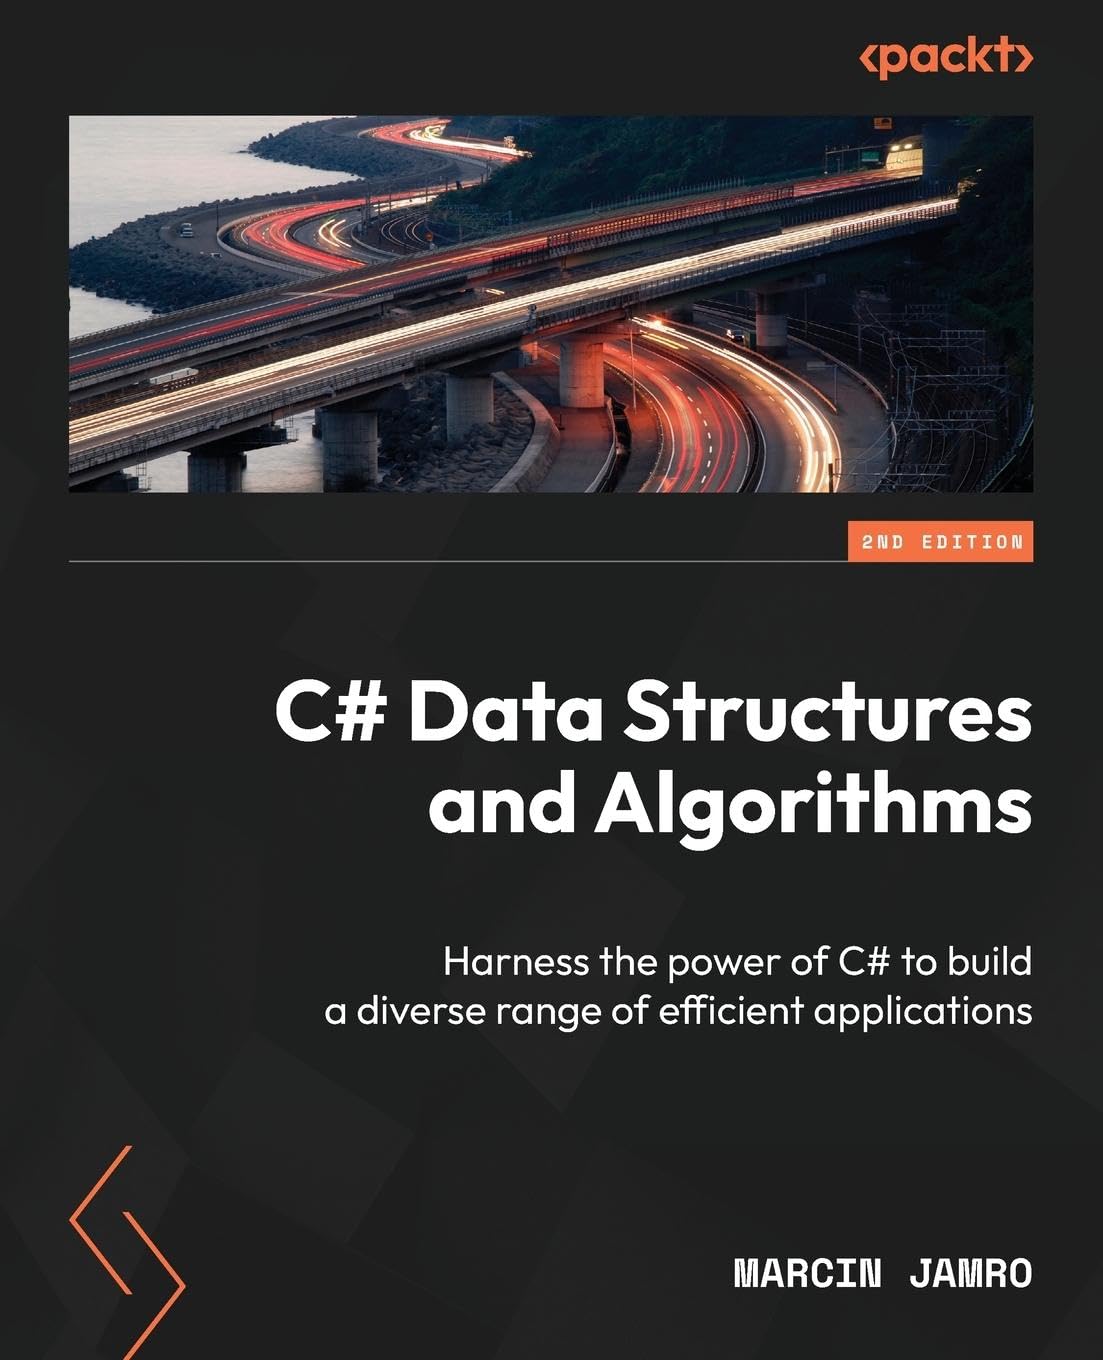 <packt>
2ND EDITION
C# Data Structures
and Algorithms
Harness the power of C# to build
a diverse range of efficient applications
MARCIN JAMRO